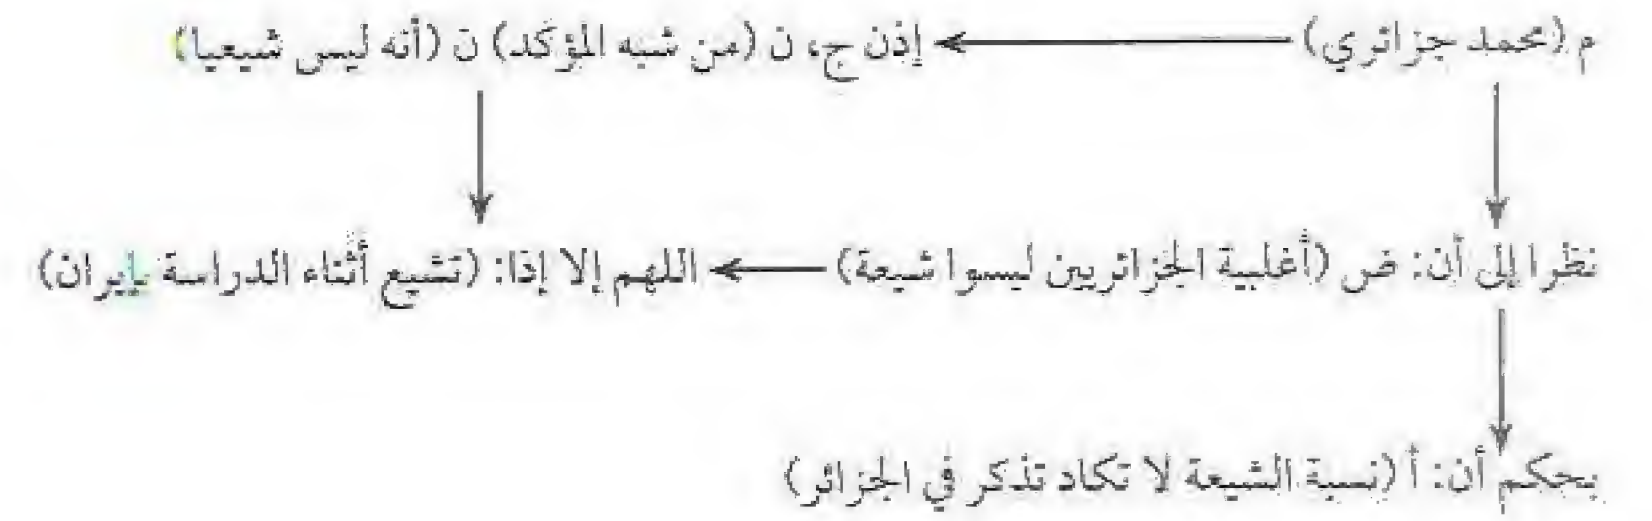 م (محمد جزائري) إذن ج، ن (من شبه المؤكد) ن (أنه ليس شيعيا)
نظرا إلى أن: ض (أغلبية الجزائريين ليسوا شيعة) اللهم إلا إذا: (تشيع أثناء الدراسة بإيران)
بحكم أن: أ (نسبة الشيعة لا تكاد تذكر في الجزائر)